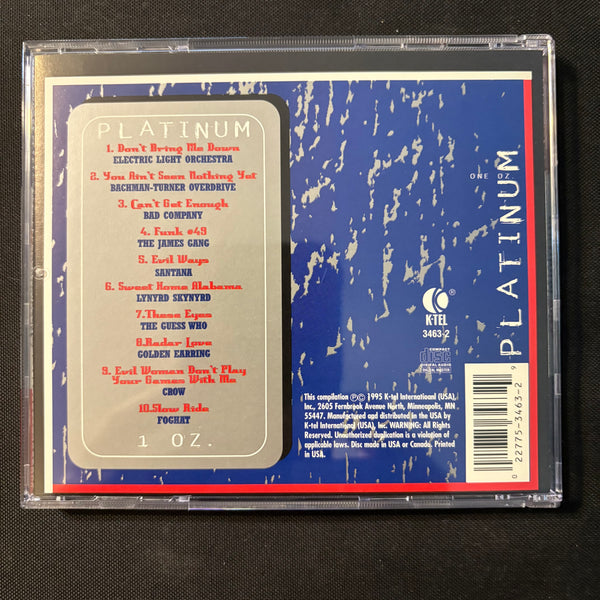 PLATINUM
1. Don't Bring Me Down
ELECTRIC LIGHT ORCHESTRA
2. You Ain't Seen Nothing Yet
BACHMAN-TURNER OVERDRIVE
3. Can't Get Enough
BAD COMPANY
4. Funk #49
THE JAMES GANG
5. Evil Ways
SANTANA
6. Sweet Home Alabama
LYNYRD SKYNYRD
7.These Eyes
THE GUESS WHO
8.Radar Love
GOLDEN EARRING
9. Evil Women Don't Play
Your Games With Me
CROW
10.Slow Ride
FOGHAT
1 OZ.
ONE OZ
PLATINUM
K
K-TEL
3463-2
COMPACT
disc
DIGITAL AUDIO
This compilation ℗© 1995 K-tel International (USA),
Inc., 2605 Fernbrook Avenue North, Minneapolis, MN
55447. Manufactured and distributed in the USA by
K-tel International (USA), Inc. WARNING: All Rights
Reserved. Unauthorized duplication is a violation of
applicable laws. Disc made in USA or Canada. Printed
in USA.
0 22775-3463-2 9